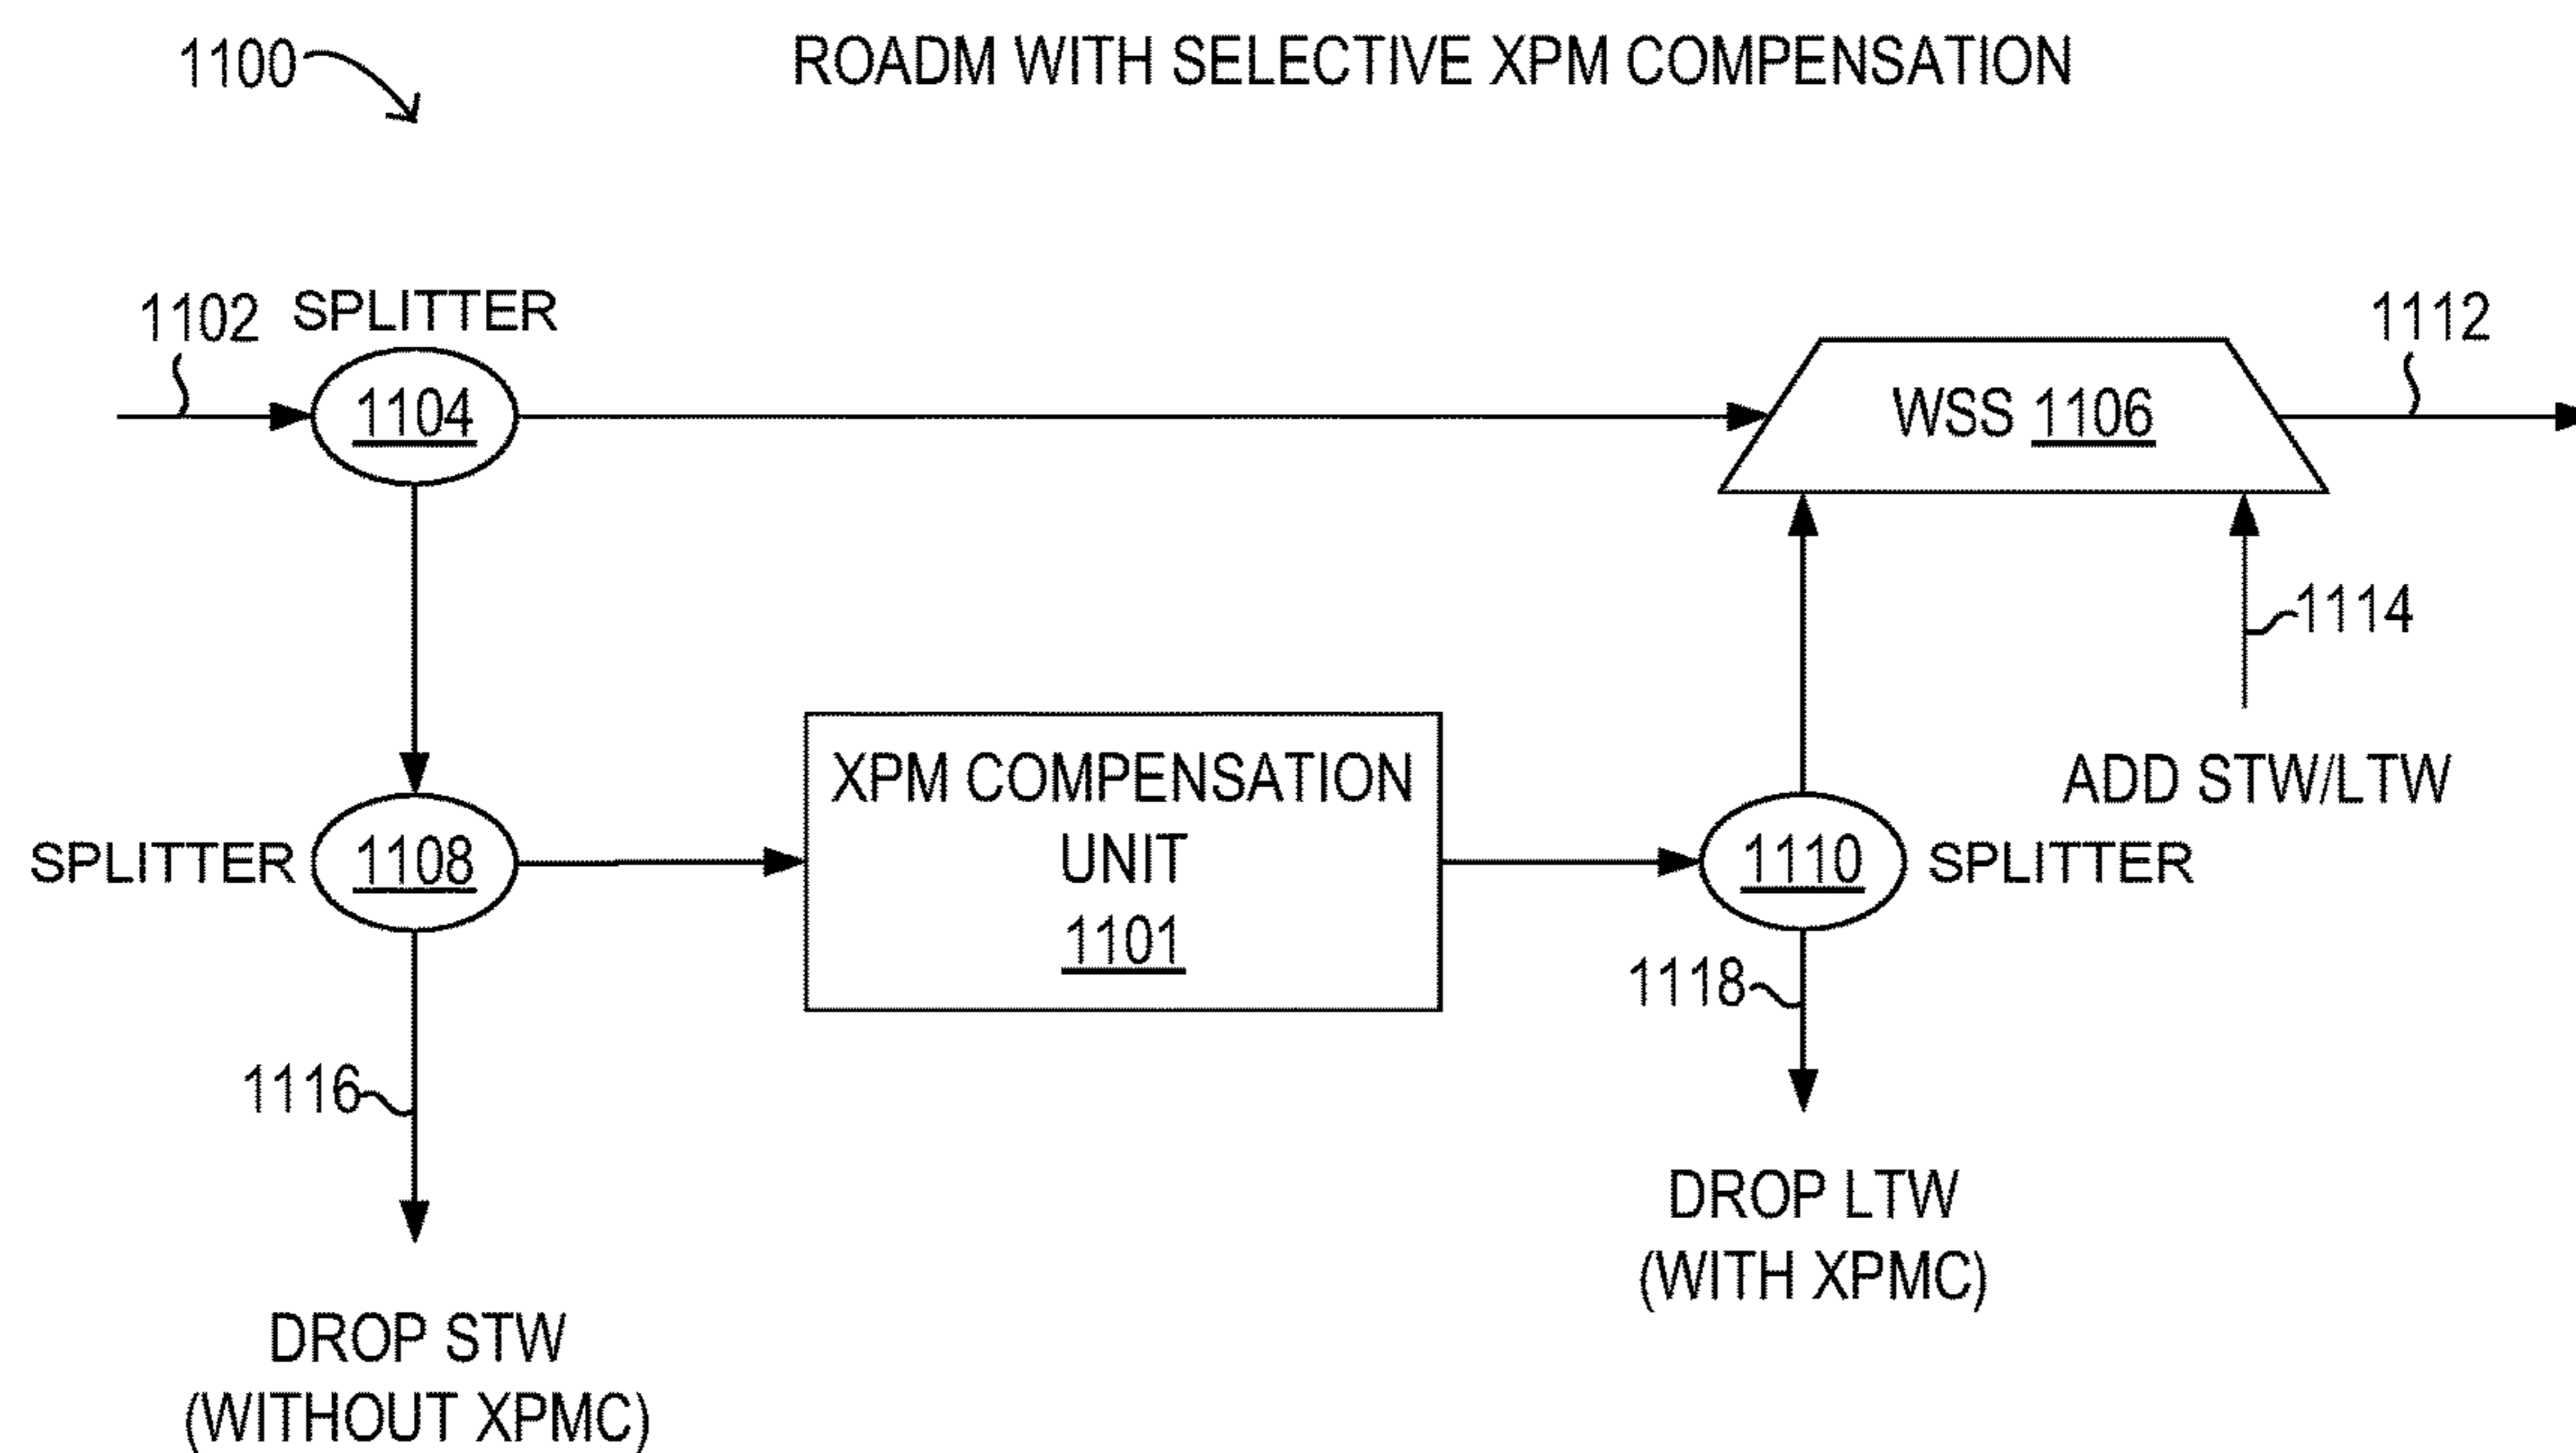 1100
ROADM WITH SELECTIVE XPM COMPENSATION
1102
SPLITTER
1112
1104
WSS 1106
1114
XPM COMPENSATION
UNIT
1101
ADD STW/LTW
SPLITTER
1108
1110
SPLITTER
1118
1116
DROP LTW
(WITH XPMC)
DROP STW
(WITHOUT XPMC)